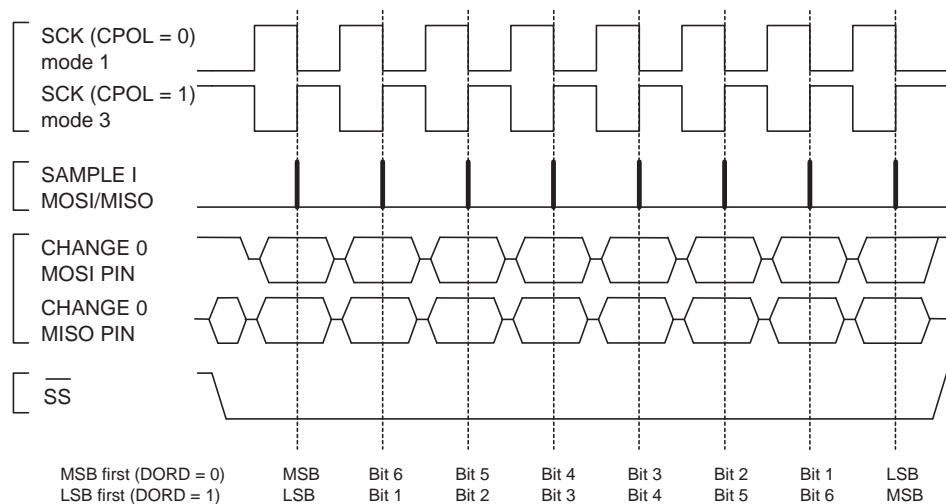 SCK (CPOL = 0)
mode 1
SCK (CPOL = 1)
mode 3
SAMPLE I
MOSI/MISO
CHANGE 0
MOSI PIN
CHANGE 0
MISO PIN
SS
MSB first (DORD = 0) MSB Bit 6 Bit 5 Bit 4 Bit 3 Bit 2 Bit 1 LSB
LSB first (DORD = 1) LSB Bit 1 Bit 2 Bit 3 Bit 4 Bit 5 Bit 6 MSB